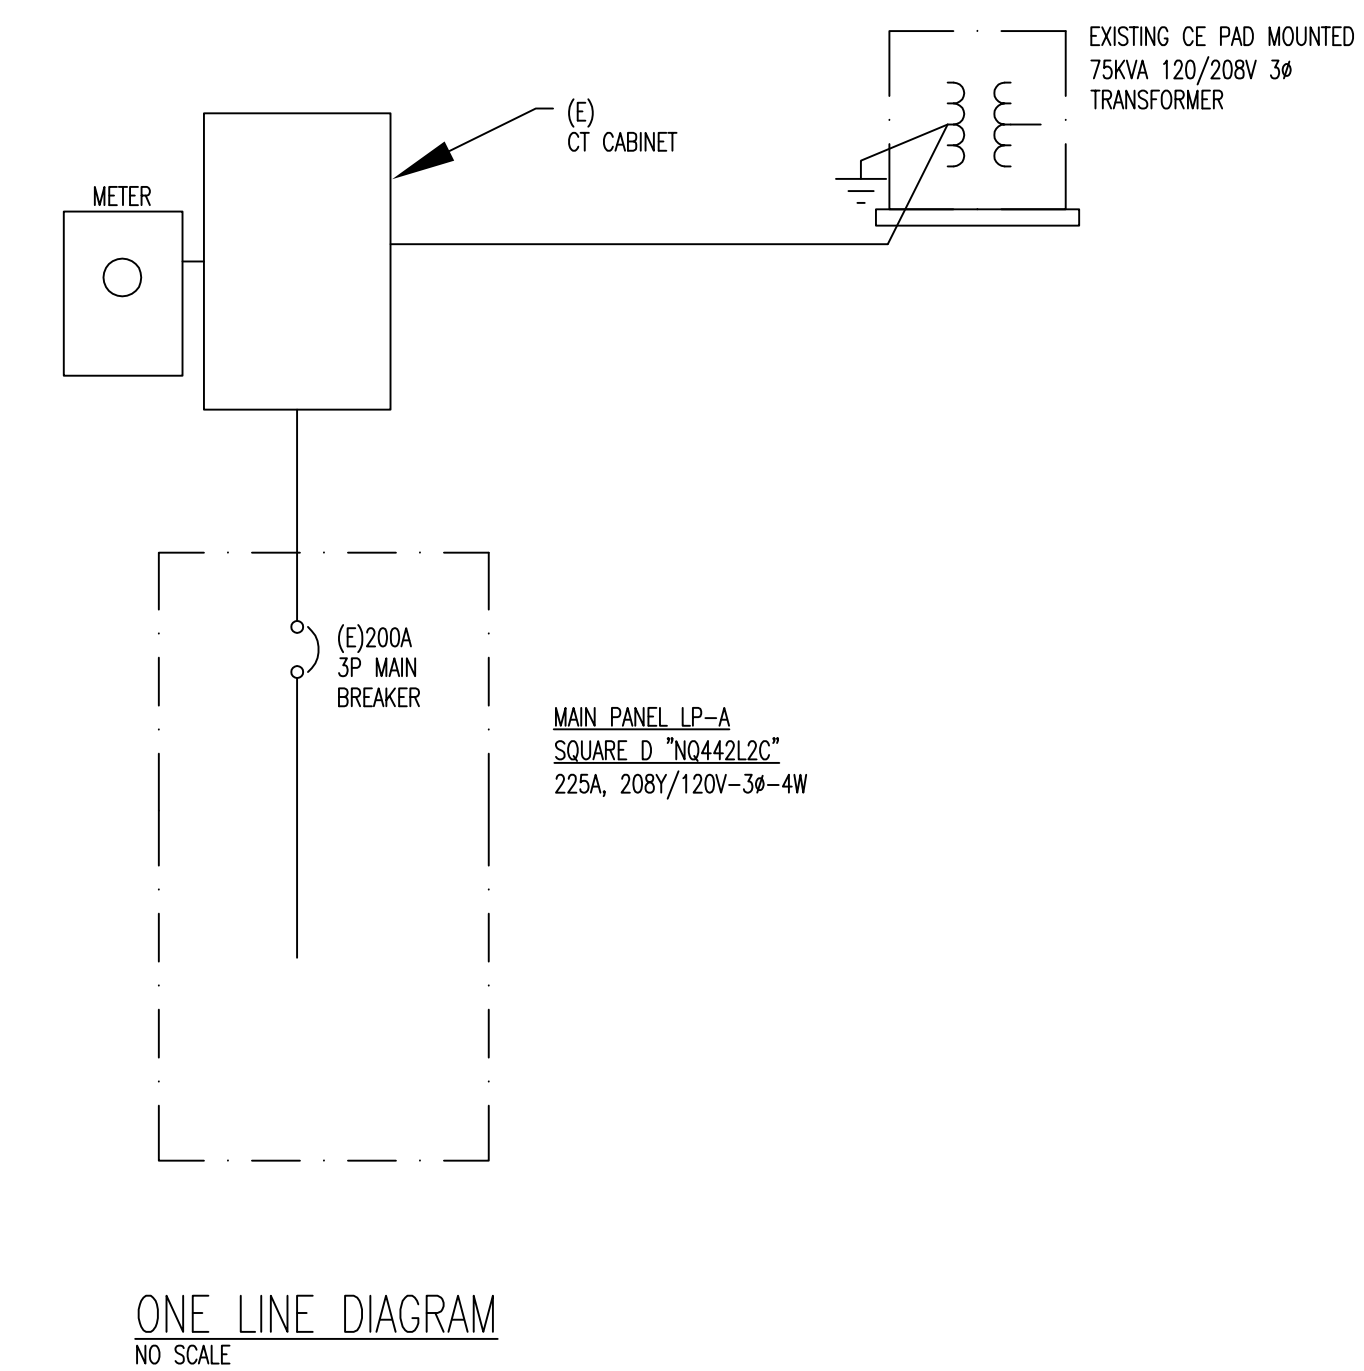 EXISTING CE PAD MOUNTED
75KVA 120/208V 3ø
TRANSFORMER
(E)
CT CABINET
METER
(E)200A
3P MAIN
BREAKER
MAIN PANEL LP-A
SQUARE D "NQ442L2C"
225A, 208Y/120V-3ø-4W
ONE LINE DIAGRAM
NO SCALE